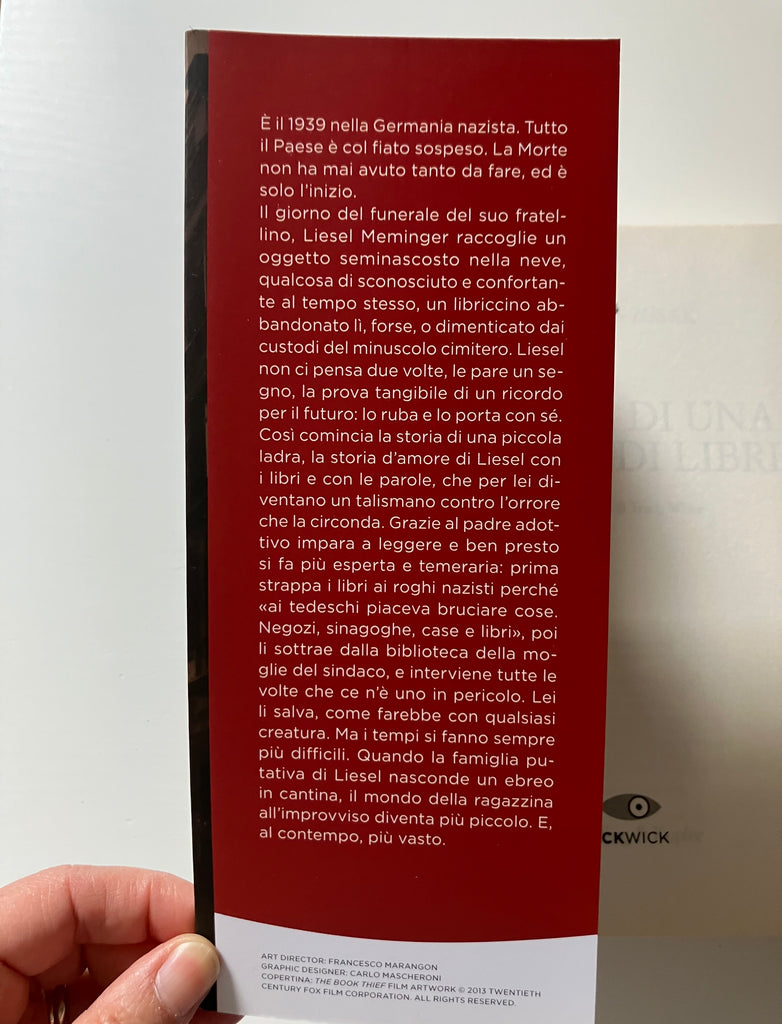 È il 1939 nella Germania nazista. Tutto
il Paese è col fiato sospeso. La Morte
non ha mai avuto tanto da fare, ed è
solo l'inizio.
Il giorno del funerale del suo fratel-
lino, Liesel Meminger raccoglie un
oggetto seminascosto nella neve,
qualcosa di sconosciuto e confortan-
te al tempo stesso, un libriccino ab-
bandonato lì, forse, o dimenticato dai
custodi del minuscolo cimitero. Liesel
non ci pensa due volte, le pare un se-
gno, la prova tangibile di un ricordo
per il futuro: lo ruba e lo porta con sé.
Così comincia la storia di una piccola
ladra, la storia d'amore di Liesel con
i libri e con le parole, che per lei di-
ventano un talismano contro l'orrore
che la circonda. Grazie al padre adot-
tivo impara a leggere e ben presto
si fa più esperta e temeraria: prima
strappa i libri ai roghi nazisti perché
«ai tedeschi piaceva bruciare cose.
Negozi, sinagoghe, case e libri», poi
li sottrae dalla biblioteca della mo-
glie del sindaco, e interviene tutte le
volte che ce n'è uno in pericolo. Lei
li salva, come farebbe con qualsiasi
creatura. Ma i tempi si fanno sempre
più difficili. Quando la famiglia pu-
tativa di Liesel nasconde un ebreo
in cantina, il mondo della ragazzina
all'improvviso diventa più piccolo. E,
al contempo, più vasto.
ART DIRECTOR: FRANCESCO MARANGON
GRAPHIC DESIGNER: CARLO MASCHERONI
COPERTINA: THE BOOK THIEF FILM ARTWORK © 2013 TWENTIETH
CENTURY FOX FILM CORPORATION. ALL RIGHTS RESERVED.
DI UNA
DI LIBRI
CKWICK